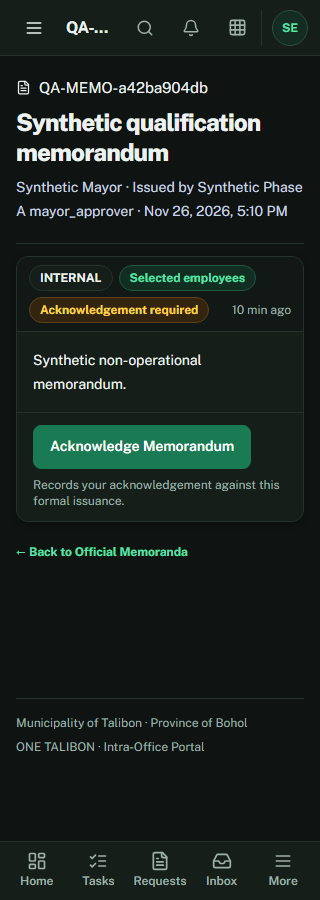 QA-...
SE
QA-MEMO-a42ba904db
Synthetic qualification
memorandum
Synthetic Mayor · Issued by Synthetic Phase
A mayor_approver · Nov 26, 2026, 5:10 PM
INTERNAL
Selected employees
Acknowledgement required
10 min ago
Synthetic non-operational
memorandum.
Acknowledge Memorandum
Records your acknowledgement against this
formal issuance.
← Back to Official Memoranda
Municipality of Talibon · Province of Bohol
ONE TALIBON · Intra-Office Portal
Home Tasks Requests Inbox More